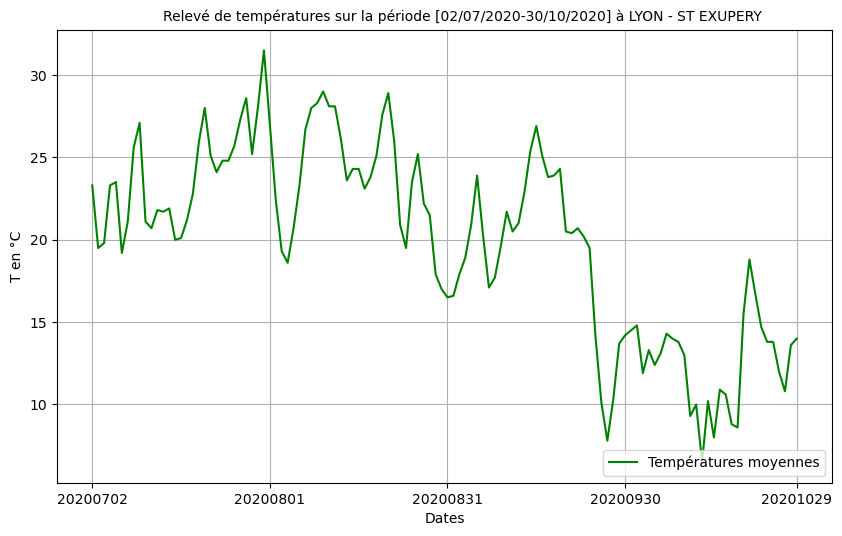 Relevé de températures sur la période [02/07/2020-30/10/2020] à LYON - ST EXUPERY
T en °C
30
25
20
15
10
Températures moyennes
20200702 20200801 20200831 20200930 20201029
Dates